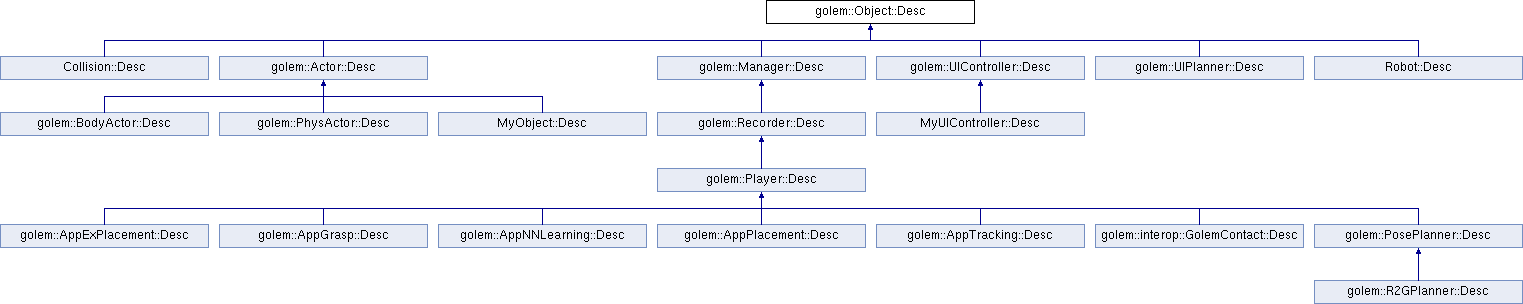 golem::Object::Desc
Collision::Desc
golem::Actor::Desc
golem::Manager::Desc
golem::UIController::Desc
golem::UIPlanner::Desc
Robot::Desc
golem::BodyActor::Desc
golem::PhysActor::Desc
MyObject::Desc
golem::Recorder::Desc
MyUIController::Desc
golem::Player::Desc
golem::AppExPlacement::Desc
golem::AppGrasp::Desc
golem::AppNNLearning::Desc
golem::AppPlacement::Desc
golem::AppTracking::Desc
golem::interop::GolemContact::Desc
golem::PosePlanner::Desc
golem::R2GPlanner::Desc